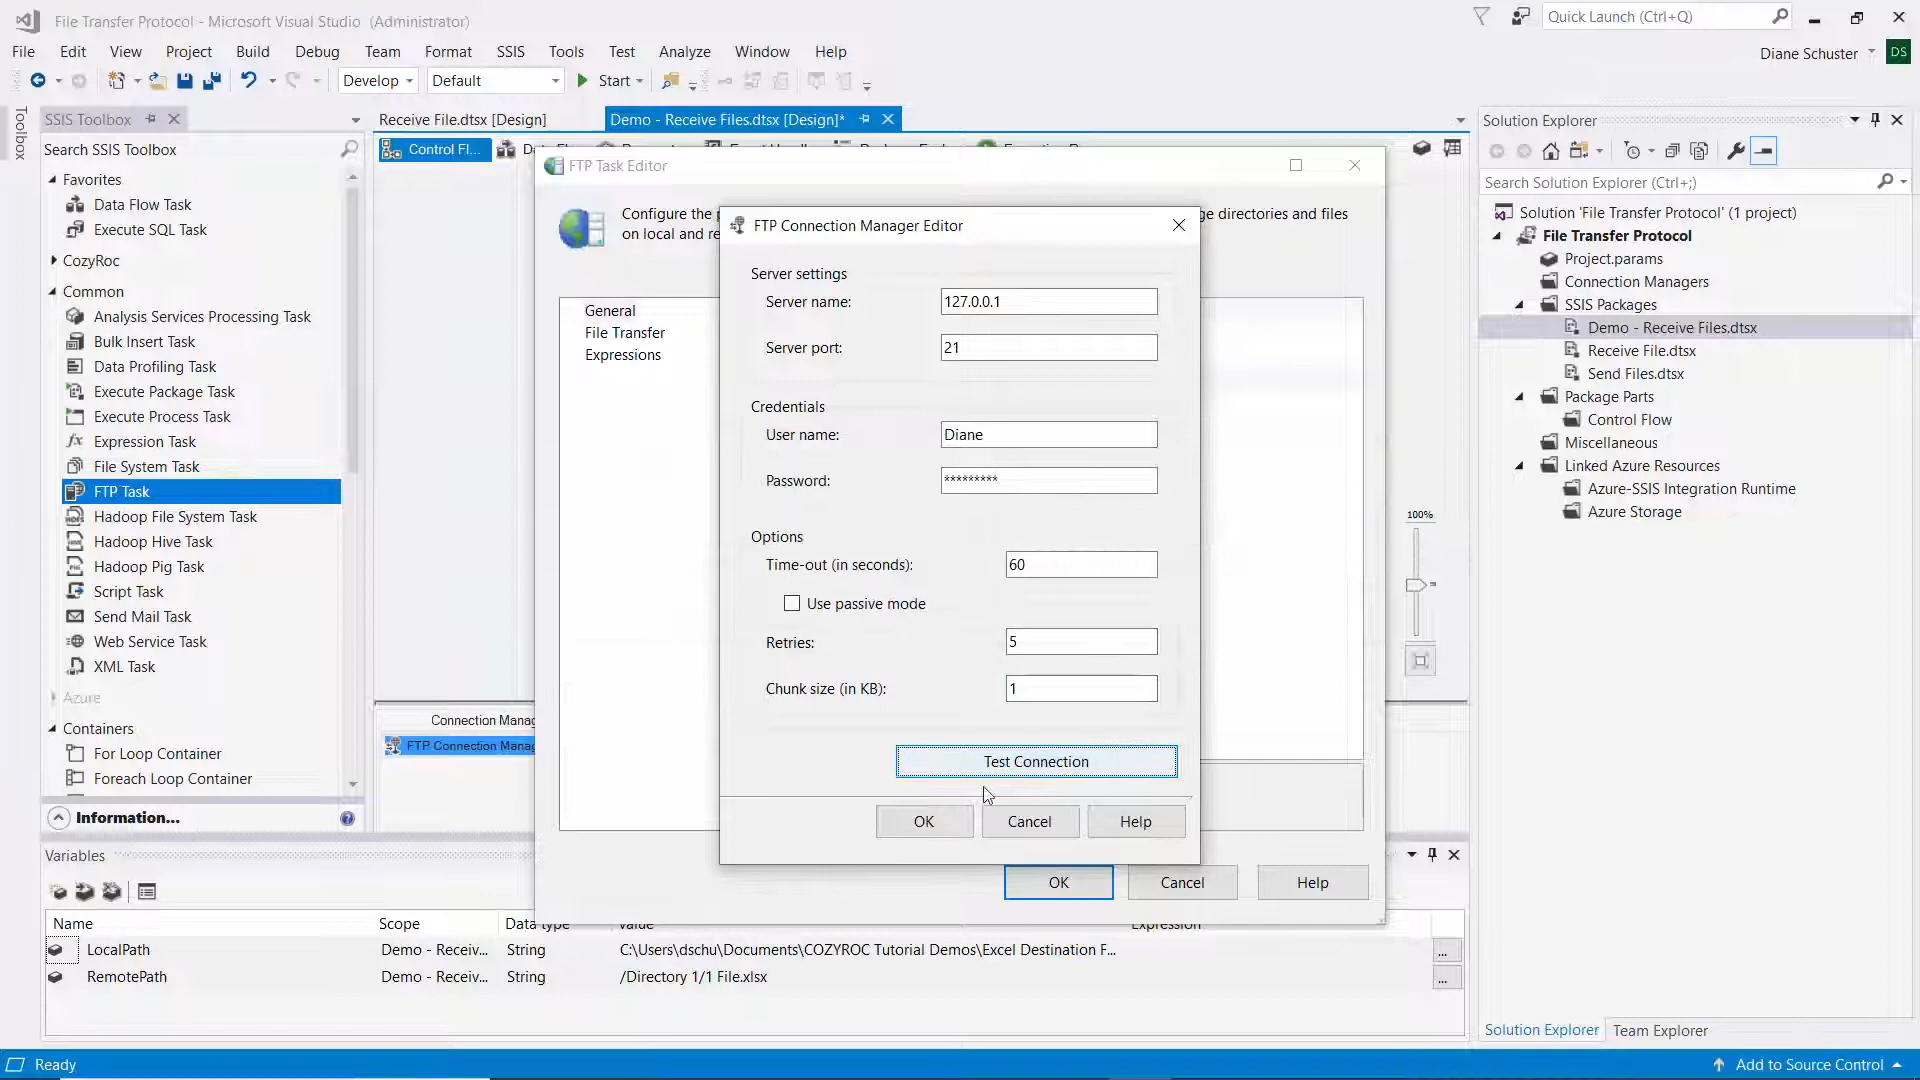 File Transfer Protocol - Microsoft Visual Studio (Administrator)
Quick Launch (Ctrl+Q)
File Edit View Project Build Debug Team Format SSIS Tools Test Analyze Window Help
Diane Schuster DS
Develop Default Start
Toolbox
SSIS Toolbox
Search SSIS Toolbox
Favorites
Data Flow Task
Execute SQL Task
CozyRoc
Common
Analysis Services Processing Task
Bulk Insert Task
Data Profiling Task
Execute Package Task
Execute Process Task
Expression Task
File System Task
FTP Task
Hadoop File System Task
Hadoop Hive Task
Hadoop Pig Task
Script Task
Send Mail Task
Web Service Task
XML Task
Azure
Containers
For Loop Container
Foreach Loop Container
Information...
Receive File.dtsx [Design]
Demo - Receive Files.dtsx [Design]*
Control Fl...
FTP Task Editor
Configure the p
ge directories and files
on local and re
General
File Transfer
Expressions
Connection Manag
FTP Connection Manag
FTP Connection Manager Editor
Server settings
Server name: 127.0.0.1
Server port: 21
Credentials
User name: Diane
Password: *********
Options
Time-out (in seconds): 60
Use passive mode
Retries: 5
Chunk size (in KB): 1
Test Connection
OK Cancel Help
OK Cancel Help
100%
Solution Explorer
Search Solution Explorer (Ctrl+;)
Solution 'File Transfer Protocol' (1 project)
File Transfer Protocol
Project.params
Connection Managers
SSIS Packages
Demo - Receive Files.dtsx
Receive File.dtsx
Send Files.dtsx
Package Parts
Control Flow
Miscellaneous
Linked Azure Resources
Azure-SSIS Integration Runtime
Azure Storage
Solution Explorer Team Explorer
Variables
Name Scope Data type Value Expression
LocalPath Demo - Receiv... String C:\Users\dschu\Documents\COZYROC Tutorial Demos\Excel Destination F... ...
RemotePath Demo - Receiv... String /Directory 1/1 File.xlsx ...
Ready
Add to Source Control